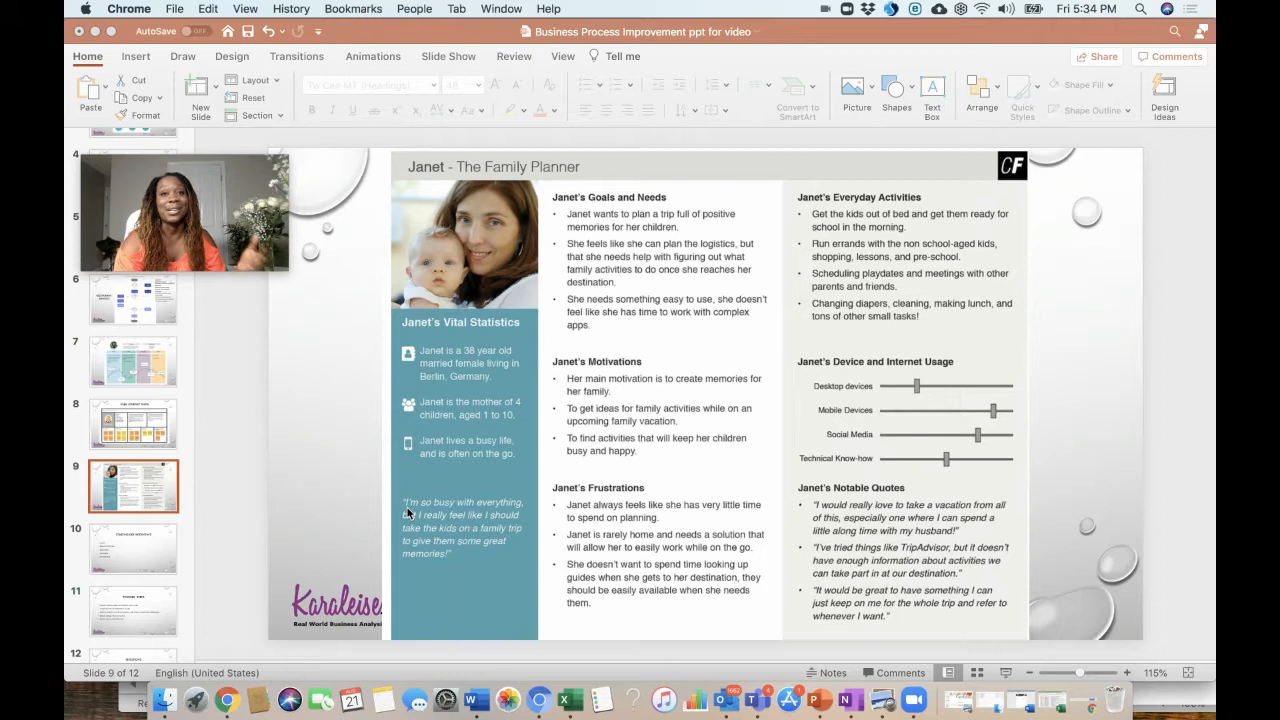 Chrome File Edit View History Bookmarks People Tab Window Help
Fri 5:34 PM
AutoSave OFF
Business Process Improvement ppt for video
Home Insert Draw Design Transitions Animations Slide Show Review View Tell me
Share Comments
Paste
Cut
Copy
Format
New Slide
Layout
Reset
Section
Convert to SmartArt
Picture Shapes Text Box Arrange Quick Styles
Shape Fill
Shape Outline
Design Ideas
4
5
6
7
8
9
10
11
12
Janet - The Family Planner
CF
Janet's Vital Statistics
Janet is a 38 year old
married female living in
Berlin, Germany.
Janet is the mother of 4
children, aged 1 to 10.
Janet lives a busy life,
and is often on the go.
"I'm so busy with everything,
but I really feel like I should
take the kids on a family trip
to give them some great
memories!"
Janet's Goals and Needs
• Janet wants to plan a trip full of positive
memories for her children.
• She feels like she can plan the logistics, but
that she needs help with figuring out what
family activities to do once she reaches her
destination.
She needs something easy to use, she doesn't
feel like she has time to work with complex
apps.
Janet's Motivations
• Her main motivation is to create memories for
her family.
• To get ideas for family activities while on an
upcoming family vacation.
• To find activities that will keep her children
busy and happy.
Janet's Frustrations
• Janet always feels like she has very little time
to spend on planning.
• Janet is rarely home and needs a solution that
will allow her to easily work while on the go.
• She doesn't want to spend time looking up
guides when she gets to her destination, they
should be easily available when she needs
them.
Janet's Everyday Activities
• Get the kids out of bed and get them ready for
school in the morning.
• Run errands with the non school-aged kids,
shopping, lessons, and pre-school.
Scheduling playdates and meetings with other
parents and friends.
• Changing diapers, cleaning, making lunch, and
tons of other small tasks!
Janet's Device and Internet Usage
Desktop devices
Mobile Devices
Social Media
Technical Know-how
Janet's Notable Quotes
• "I would really love to take a vacation from all
of this, especially one where I can spend a
little along time with my husband!"
• "I've tried things like TripAdvisor, but it doesn't
have enough information about activities we
can take part in at our destination."
• "It would be great to have something I can
just keep on me for the whole trip and refer to
whenever I want."
Karaleise
Real World Business Analysi
Slide 9 of 12 English (United States)
Notes Comments 115%